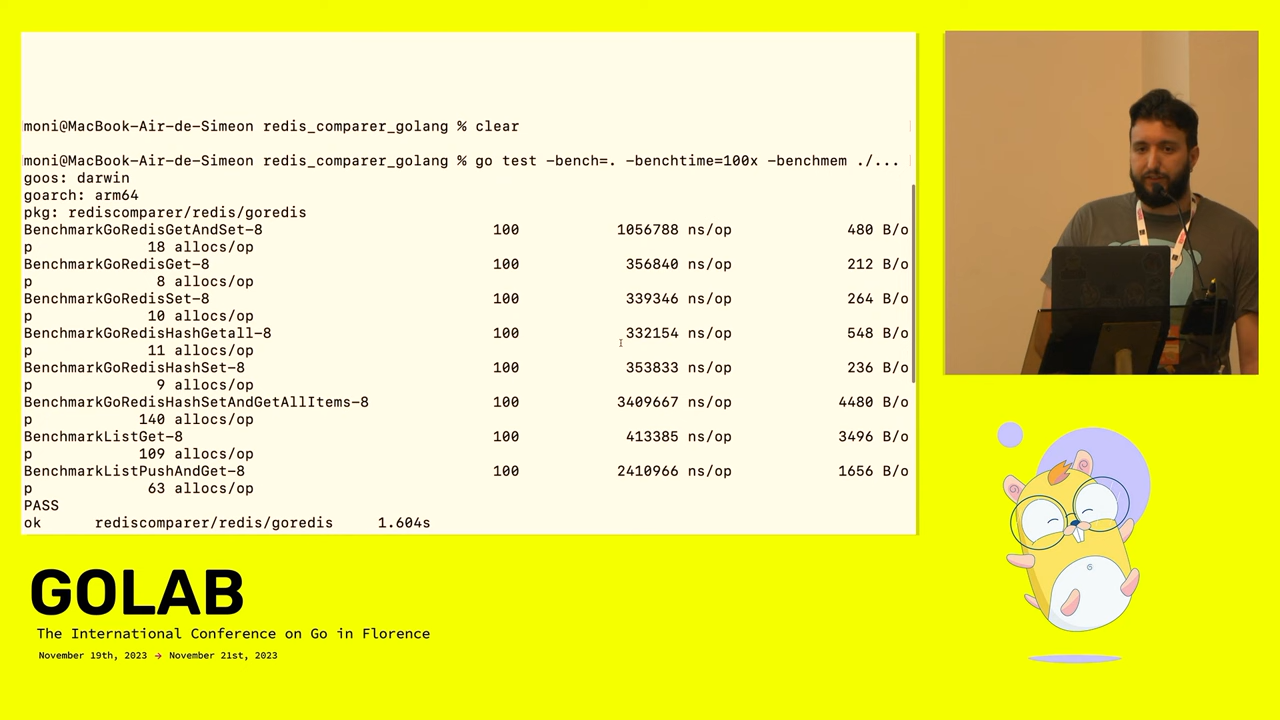 moni@MacBook-Air-de-Simeon redis_comparer_golang % clear
moni@MacBook-Air-de-Simeon redis_comparer_golang % go test -bench=. -benchtime=100x -benchmem ./...
goos: darwin
goarch: arm64
pkg: rediscomparer/redis/goredis
BenchmarkGoRedisGetAndSet-8 100 1056788 ns/op 480 B/o
p 18 allocs/op
BenchmarkGoRedisGet-8 100 356840 ns/op 212 B/o
p 8 allocs/op
BenchmarkGoRedisSet-8 100 339346 ns/op 264 B/o
p 10 allocs/op
BenchmarkGoRedisHashGetall-8 100 332154 ns/op 548 B/o
p 11 allocs/op
BenchmarkGoRedisHashSet-8 100 353833 ns/op 236 B/o
p 9 allocs/op
BenchmarkGoRedisHashSetAndGetAllItems-8 100 3409667 ns/op 4480 B/o
p 140 allocs/op
BenchmarkListGet-8 100 413385 ns/op 3496 B/o
p 109 allocs/op
BenchmarkListPushAndGet-8 100 2410966 ns/op 1656 B/o
p 63 allocs/op
PASS
ok rediscomparer/redis/goredis 1.604s
GOLAB
The International Conference on Go in Florence
November 19th, 2023 → November 21st, 2023